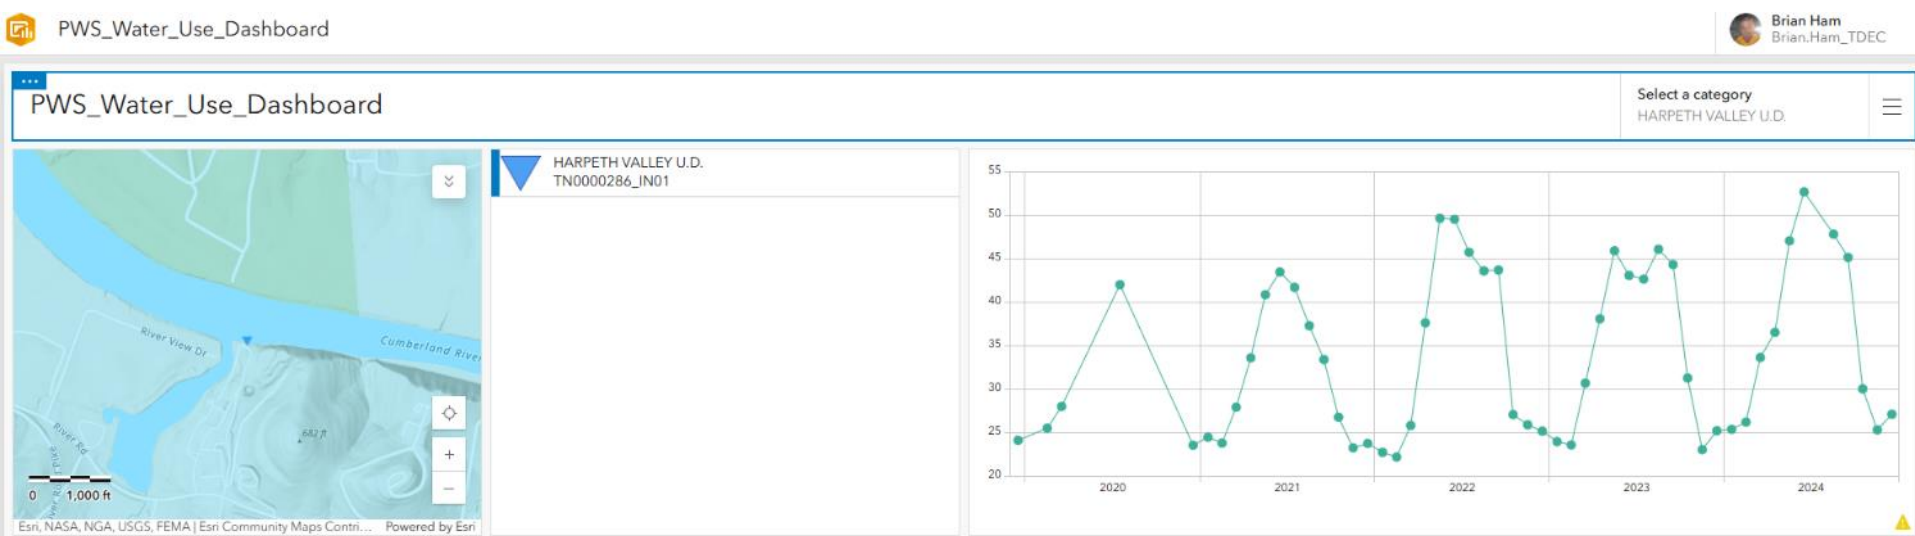 PWS_Water_Use_Dashboard
Brian Ham
Brian.Ham_TDEC
PWS_Water_Use_Dashboard
Select a category
HARPETH VALLEY U.D.
River View Dr
Cumberland River
River Rd
682 ft
0 1,000 ft
Esri, NASA, NGA, USGS, FEMA | Esri Community Maps Contri... Powered by Esri
HARPETH VALLEY U.D.
TN0000286_IN01
55
50
45
40
35
30
25
20
2020 2021 2022 2023 2024